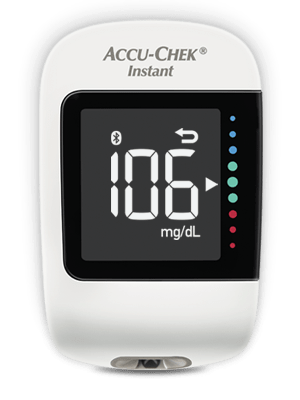 ACCU-CHEK®
Instant
106
mg/dL